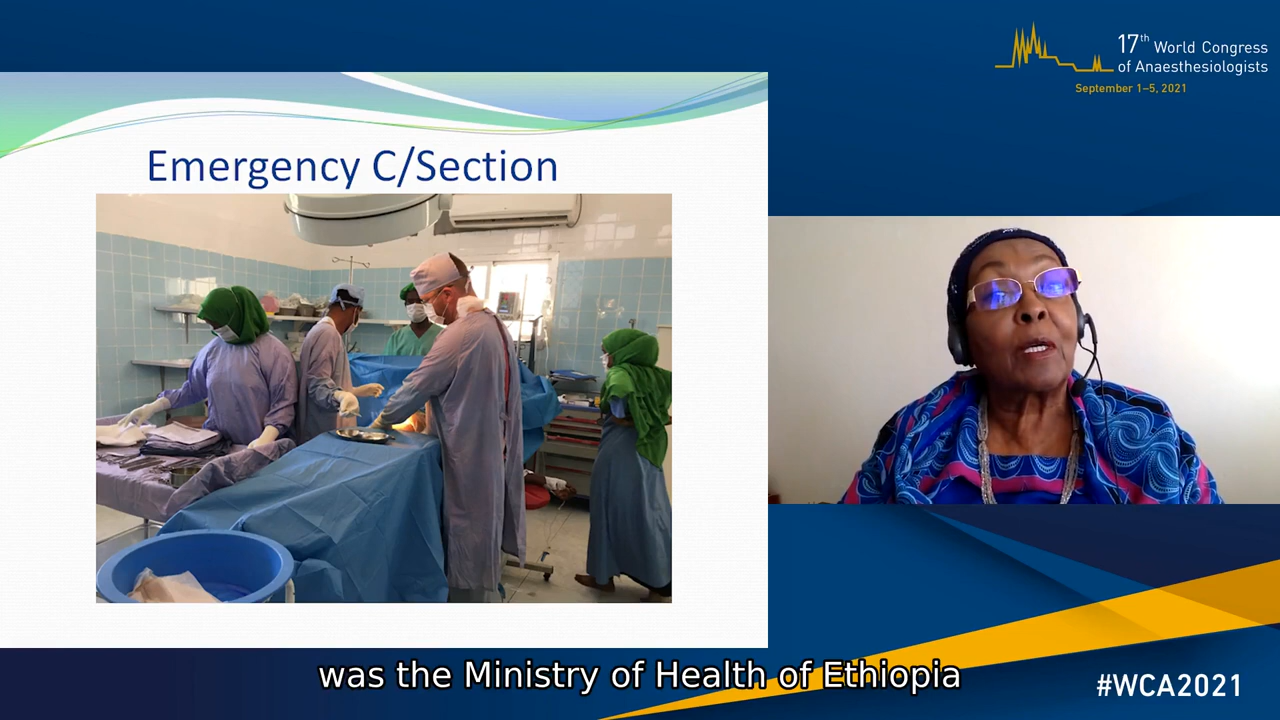 17th World Congress
of Anaesthesiologists
September 1–5, 2021
Emergency C/Section
was the Ministry of Health of Ethiopia
#WCA2021